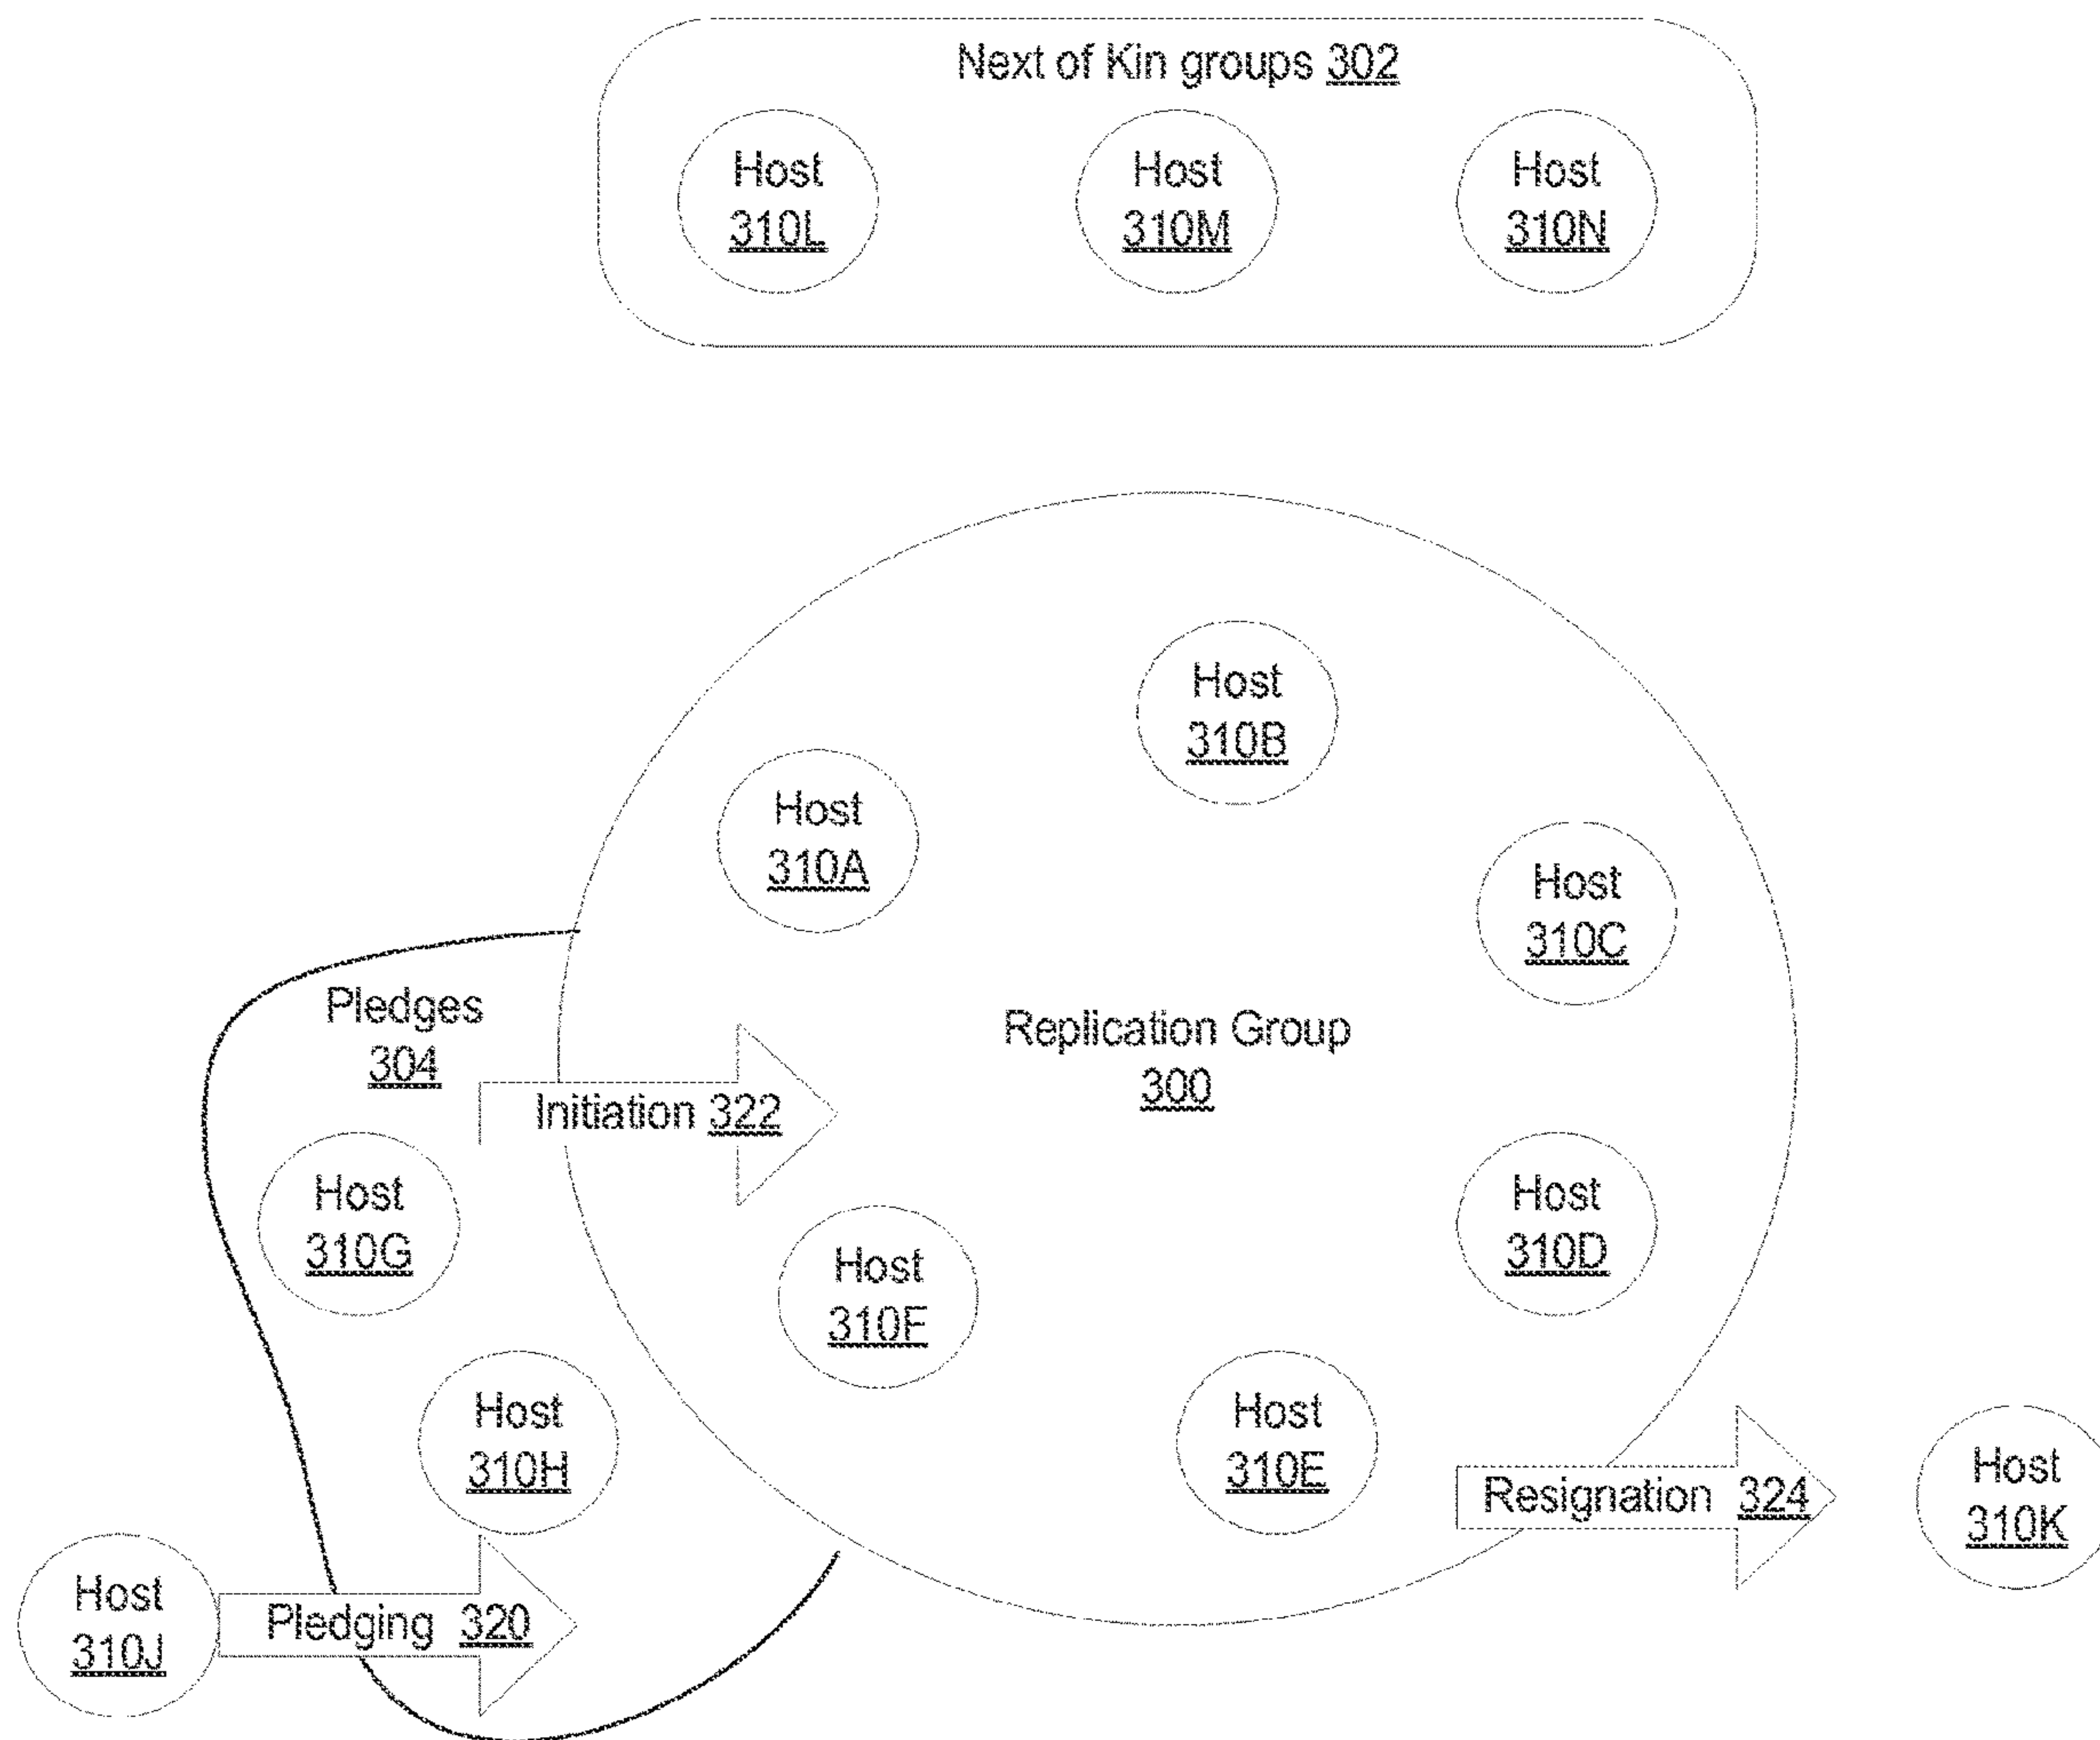 Next of Kin groups 302
Host
310L
Host
310M
Host
310N
Host
310B
Host
310A
Host
310C
Pledges
304
Replication Group
300
Initiation 322
Host
310G
Host
310D
Host
310F
Host
310H
Host
310E
Resignation 324
Host
310K
Host
310J
Pledging 320